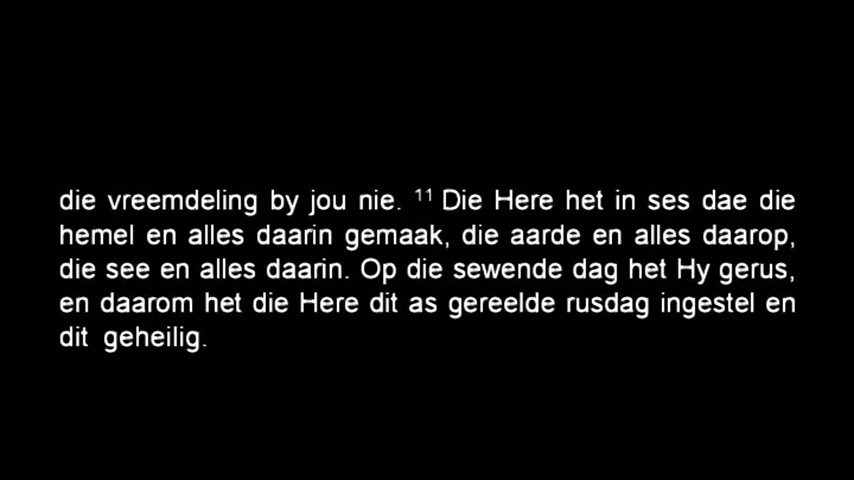 die vreemdeling by jou nie. ¹¹ Die Here het in ses dae die
hemel en alles daarin gemaak, die aarde en alles daarop,
die see en alles daarin. Op die sewende dag het Hy gerus,
en daarom het die Here dit as gereelde rusdag ingestel en
dit geheilig.